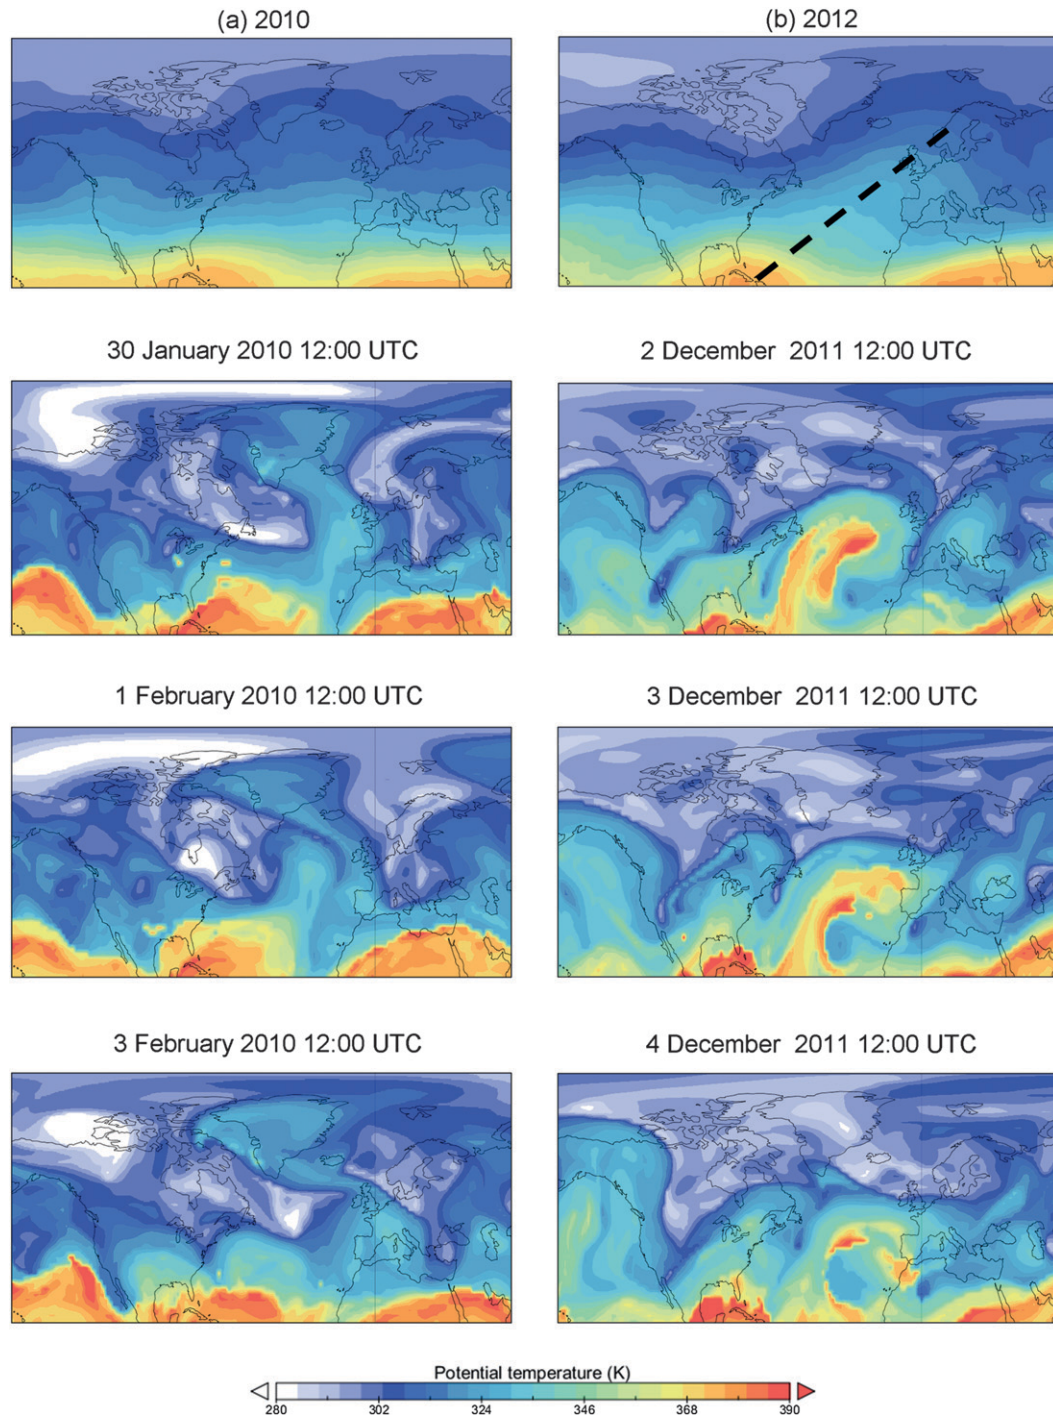 (a) 2010
(b) 2012
30 January 2010 12:00 UTC
2 December 2011 12:00 UTC
1 February 2010 12:00 UTC
3 December 2011 12:00 UTC
3 February 2010 12:00 UTC
4 December 2011 12:00 UTC
Potential temperature (K)
280 302 324 346 368 390